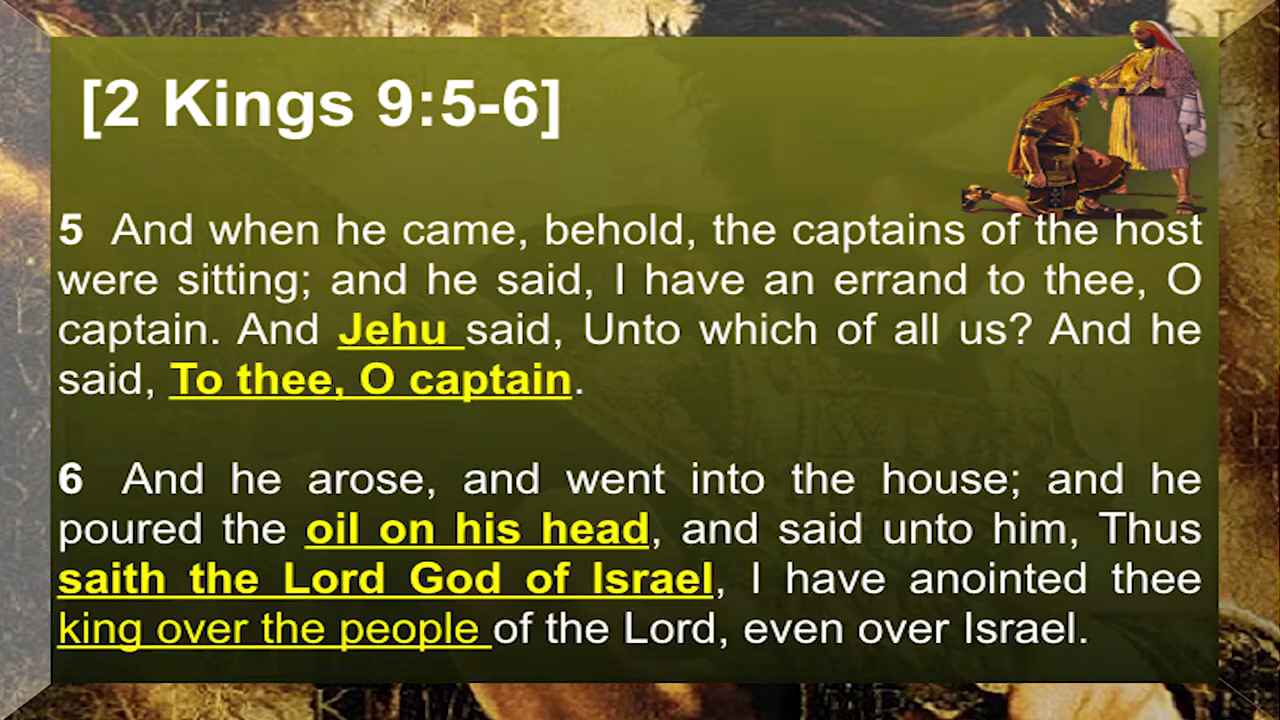 [2 Kings 9:5-6]
5 And when he came, behold, the captains of the host
were sitting; and he said, I have an errand to thee, O
captain. And Jehu said, Unto which of all us? And he
said, To thee, O captain.
6 And he arose, and went into the house; and he
poured the oil on his head, and said unto him, Thus
saith the Lord God of Israel, I have anointed thee
king over the people of the Lord, even over Israel.